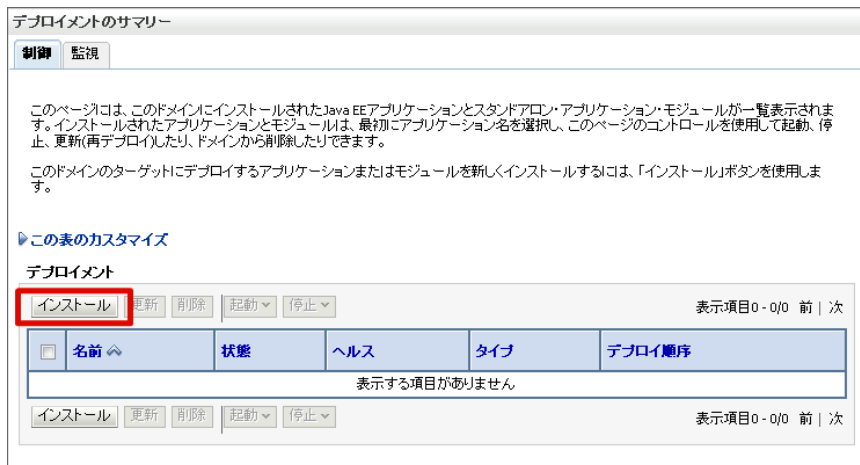 デプロイメントのサマリー
制御 監視
このページには、このドメインにインストールされたJava EEアプリケーションとスタンドアロン・アプリケーション・モジュールが一覧表示されま
す。インストールされたアプリケーションとモジュールは、最初にアプリケーション名を選択し、このページのコントロールを使用して起動、停
止、更新(再デプロイ)したり、ドメインから削除したりできます。
このドメインのターゲットにデプロイするアプリケーションまたはモジュールを新しくインストールするには、「インストール」ボタンを使用しま
す。
この表のカスタマイズ
デプロイメント
インストール 更新 削除 起動 停止 表示項目0 - 0/0 前 | 次
名前 状態 ヘルス タイプ デプロイ順序
表示する項目がありません
インストール 更新 削除 起動 停止 表示項目0 - 0/0 前 | 次